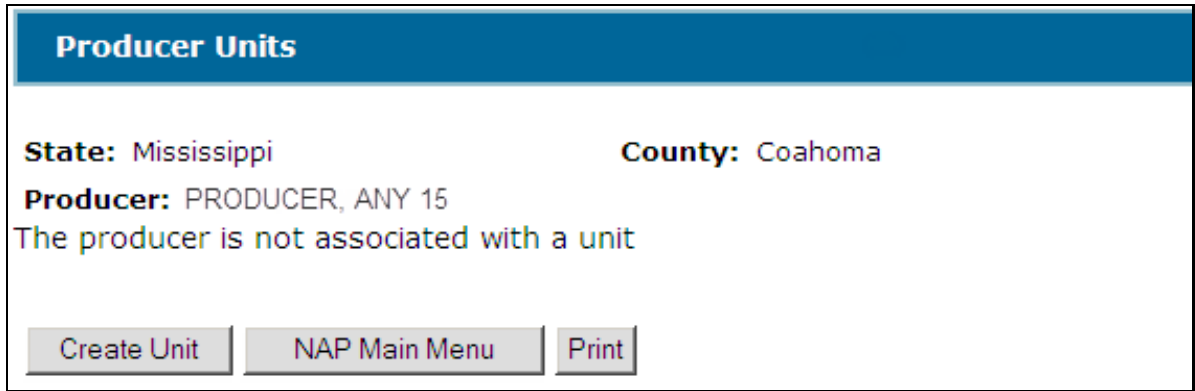 Producer Units
State: Mississippi County: Coahoma
Producer: PRODUCER, ANY 15
The producer is not associated with a unit
Create Unit NAP Main Menu Print